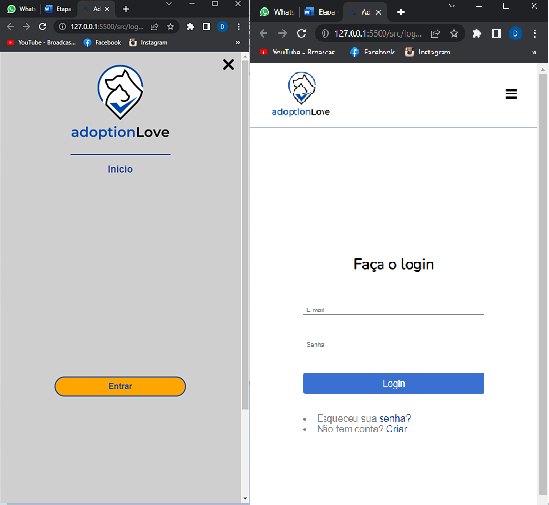 Whats
Etapa
Ad
127.0.0.1:5500/src/log...
D
YouTube - Broadcas...
Facebook
Instagram
»
adoptionLove
Início
Entrar
Whats
Etapa
Ad
127.0.0.1:5500/src/log...
D
YouTube - Broadcas...
Facebook
Instagram
»
adoptionLove
Faça o login
E-mail
Senha
Login
• Esqueceu sua senha?
• Não tem conta? Criar